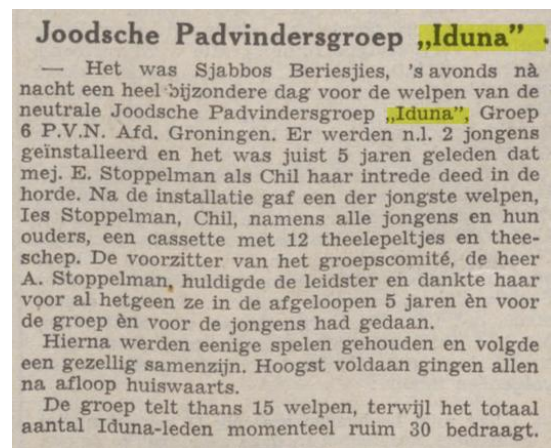 Joodsche Padvindersgroep „Iduna” .
— Het was Sjabbos Beriesjies, 's avonds nà
nacht een heel bijzondere dag voor de welpen van de
neutrale Joodsche Padvindersgroep „Iduna”, Groep
6 P.V.N. Afd. Groningen. Er werden n.l. 2 jongens
geïnstalleerd en het was juist 5 jaren geleden dat
mej. E. Stoppelman als Chil haar intrede deed in de
horde. Na de installatie gaf een der jongste welpen,
Ies Stoppelman, Chil, namens alle jongens en hun
ouders, een cassette met 12 theelepeltjes en thee-
schep. De voorzitter van het groepscomité, de heer
A. Stoppelman, huldigde de leidster en dankte haar
voor al hetgeen ze in de afgeloopen 5 jaren èn voor
de groep èn voor de jongens had gedaan.
Hierna werden eenige spelen gehouden en volgde
een gezellig samenzijn. Hoogst voldaan gingen allen
na afloop huiswaarts.
De groep telt thans 15 welpen, terwijl het totaal
aantal Iduna-leden momenteel ruim 30 bedraagt.